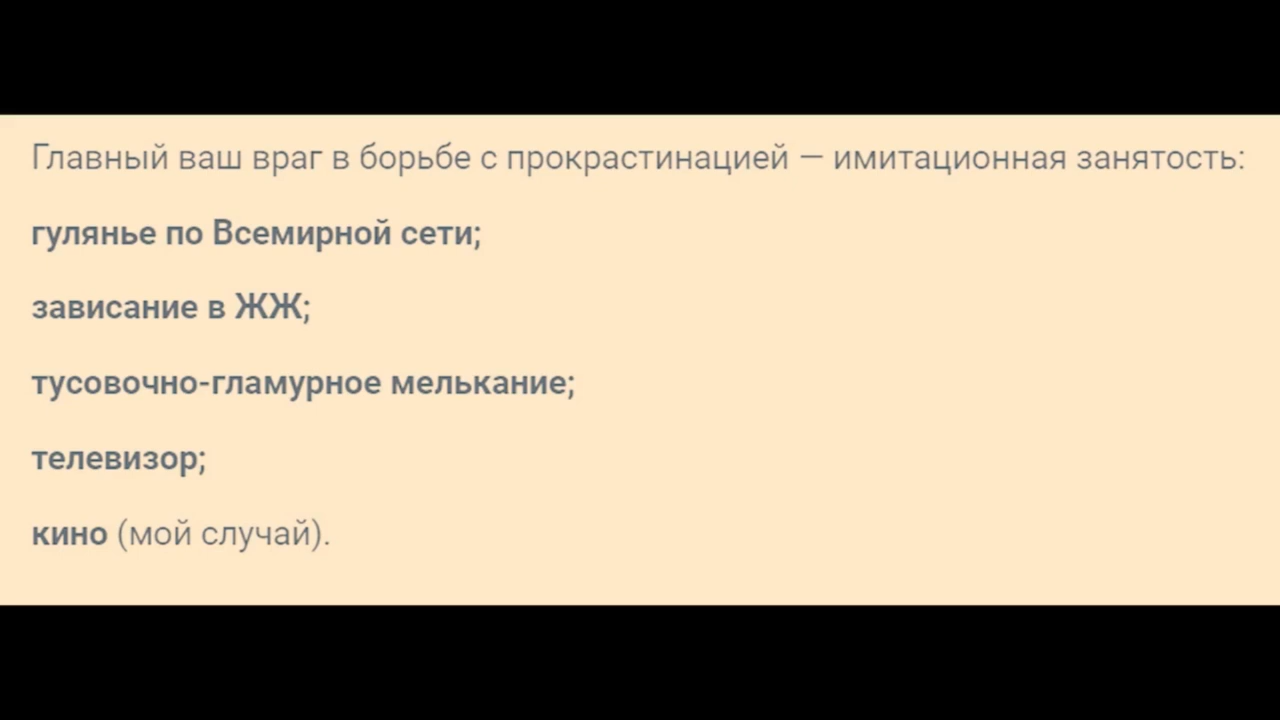 Главный ваш враг в борьбе с прокрастинацией — имитационная занятость:
гулянье по Всемирной сети;
зависание в ЖЖ;
тусовочно-гламурное мелькание;
телевизор;
кино (мой случай).